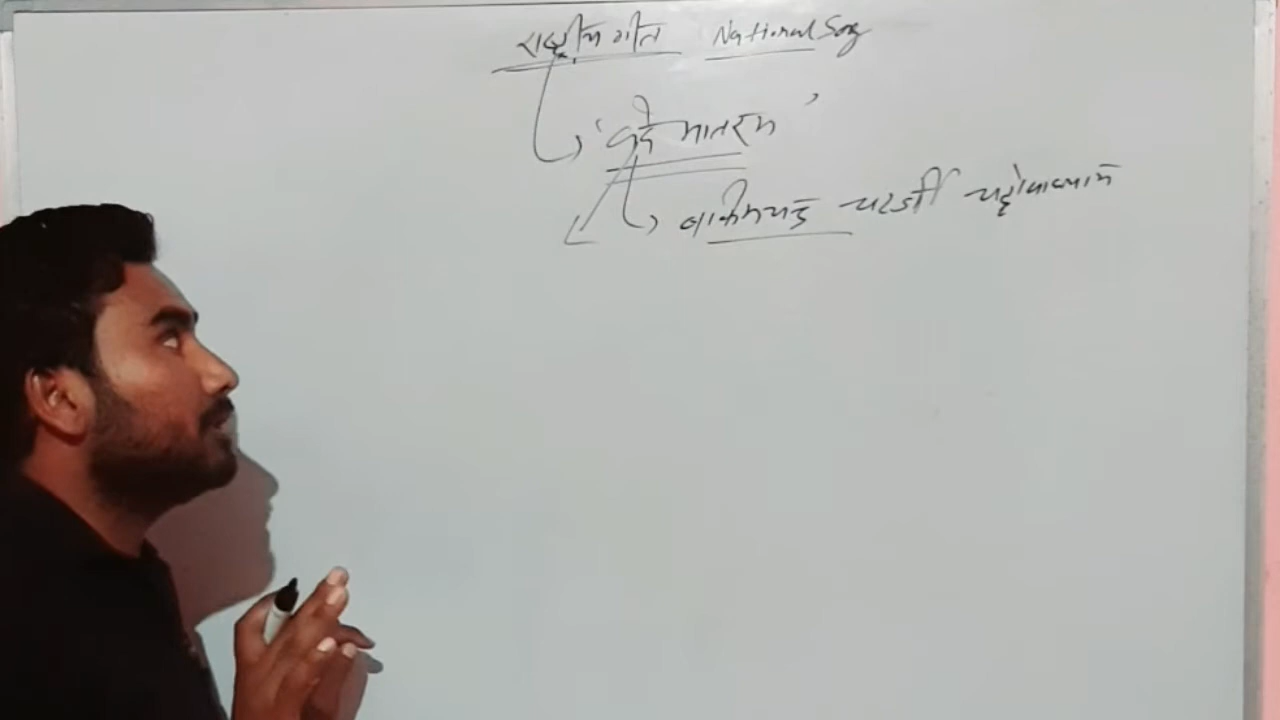 राष्ट्रीय गीत National Song
' वंदे मातरम '
बंकिमचंद्र चटर्जी चट्टोपाध्याय